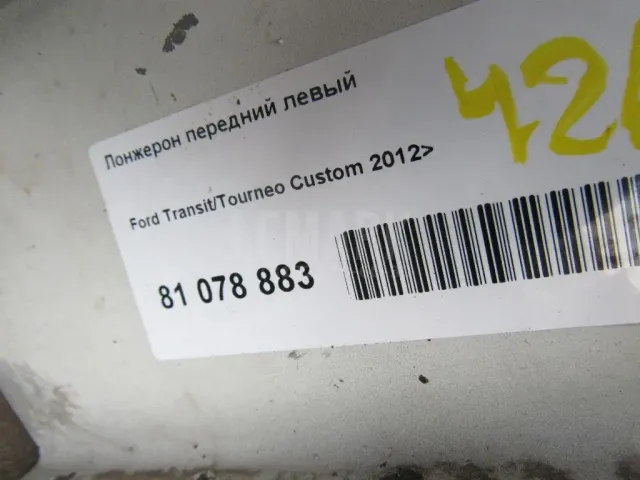 Лонжерон передний левый
Ford Transit/Tourneo Custom 2012>
81 078 883